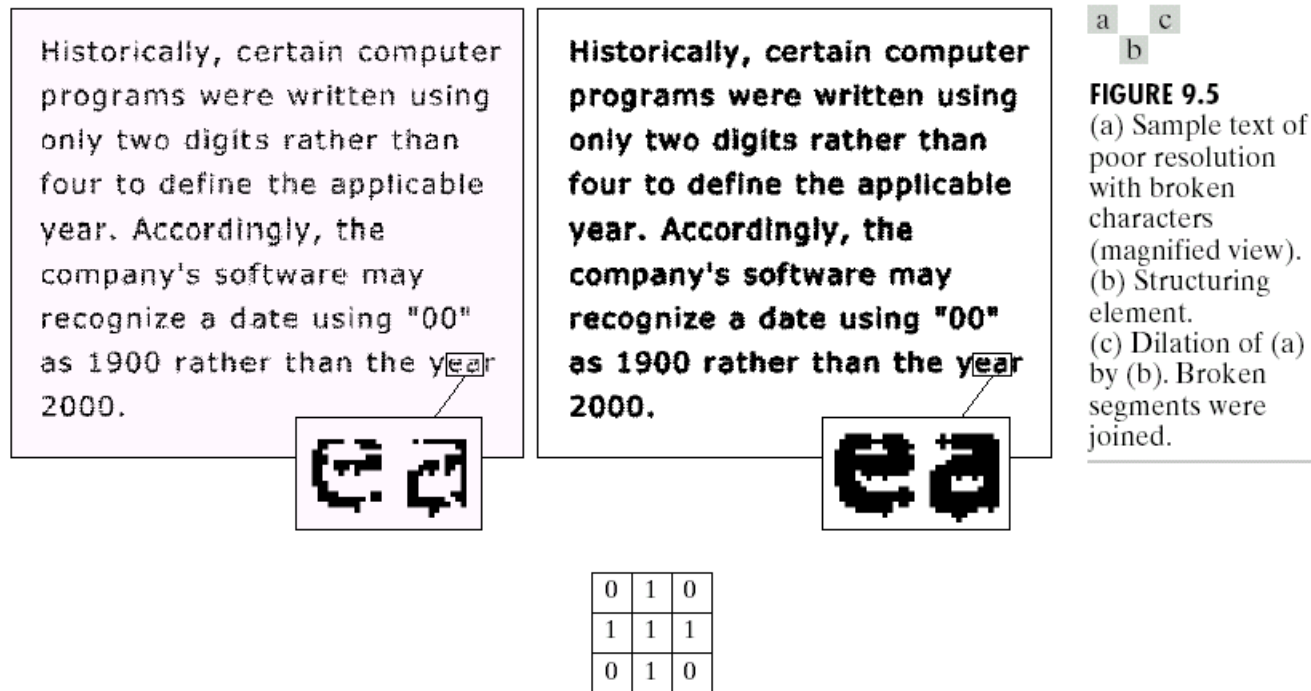 Historically, certain computer
programs were written using
only two digits rather than
four to define the applicable
year. Accordingly, the
company's software may
recognize a date using "00"
as 1900 rather than the year
2000.
ea
Historically, certain computer
programs were written using
only two digits rather than
four to define the applicable
year. Accordingly, the
company's software may
recognize a date using "00"
as 1900 rather than the year
2000.
ea
a c
b
FIGURE 9.5
(a) Sample text of
poor resolution
with broken
characters
(magnified view).
(b) Structuring
element.
(c) Dilation of (a)
by (b). Broken
segments were
joined.
0 1 0
1 1 1
0 1 0